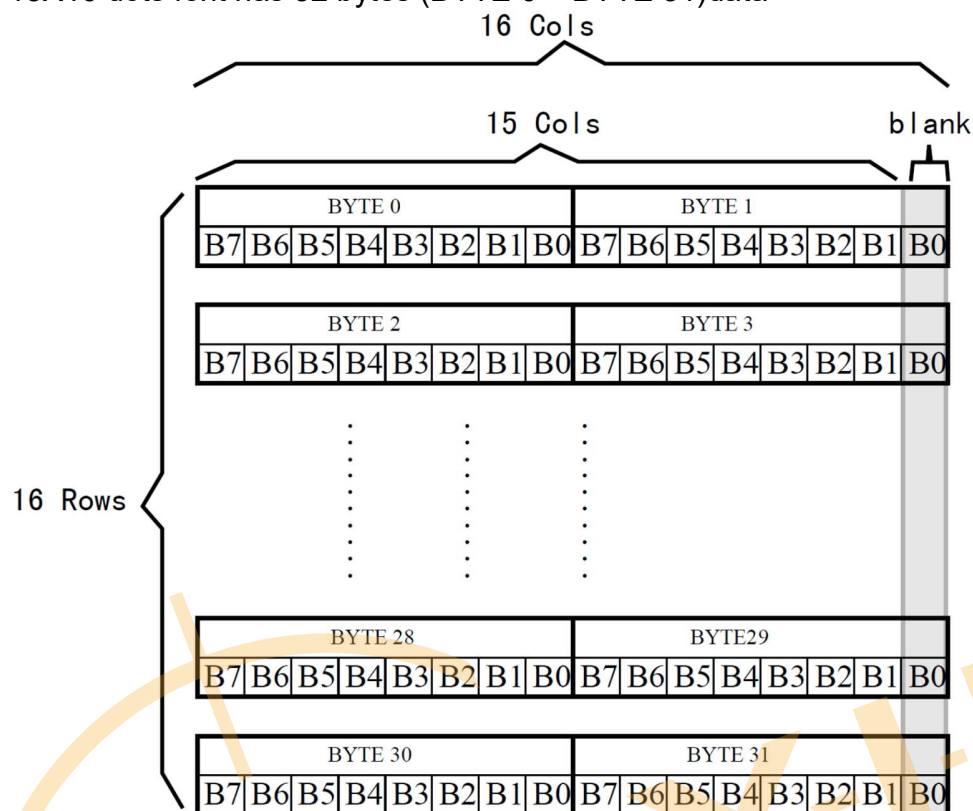 16 Cols
15 Cols blank
BYTE 0 BYTE 1
B7 B6 B5 B4 B3 B2 B1 B0 B7 B6 B5 B4 B3 B2 B1 B0
BYTE 2 BYTE 3
B7 B6 B5 B4 B3 B2 B1 B0 B7 B6 B5 B4 B3 B2 B1 B0
16 Rows
BYTE 28 BYTE29
B7 B6 B5 B4 B3 B2 B1 B0 B7 B6 B5 B4 B3 B2 B1 B0
BYTE 30 BYTE 31
B7 B6 B5 B4 B3 B2 B1 B0 B7 B6 B5 B4 B3 B2 B1 B0